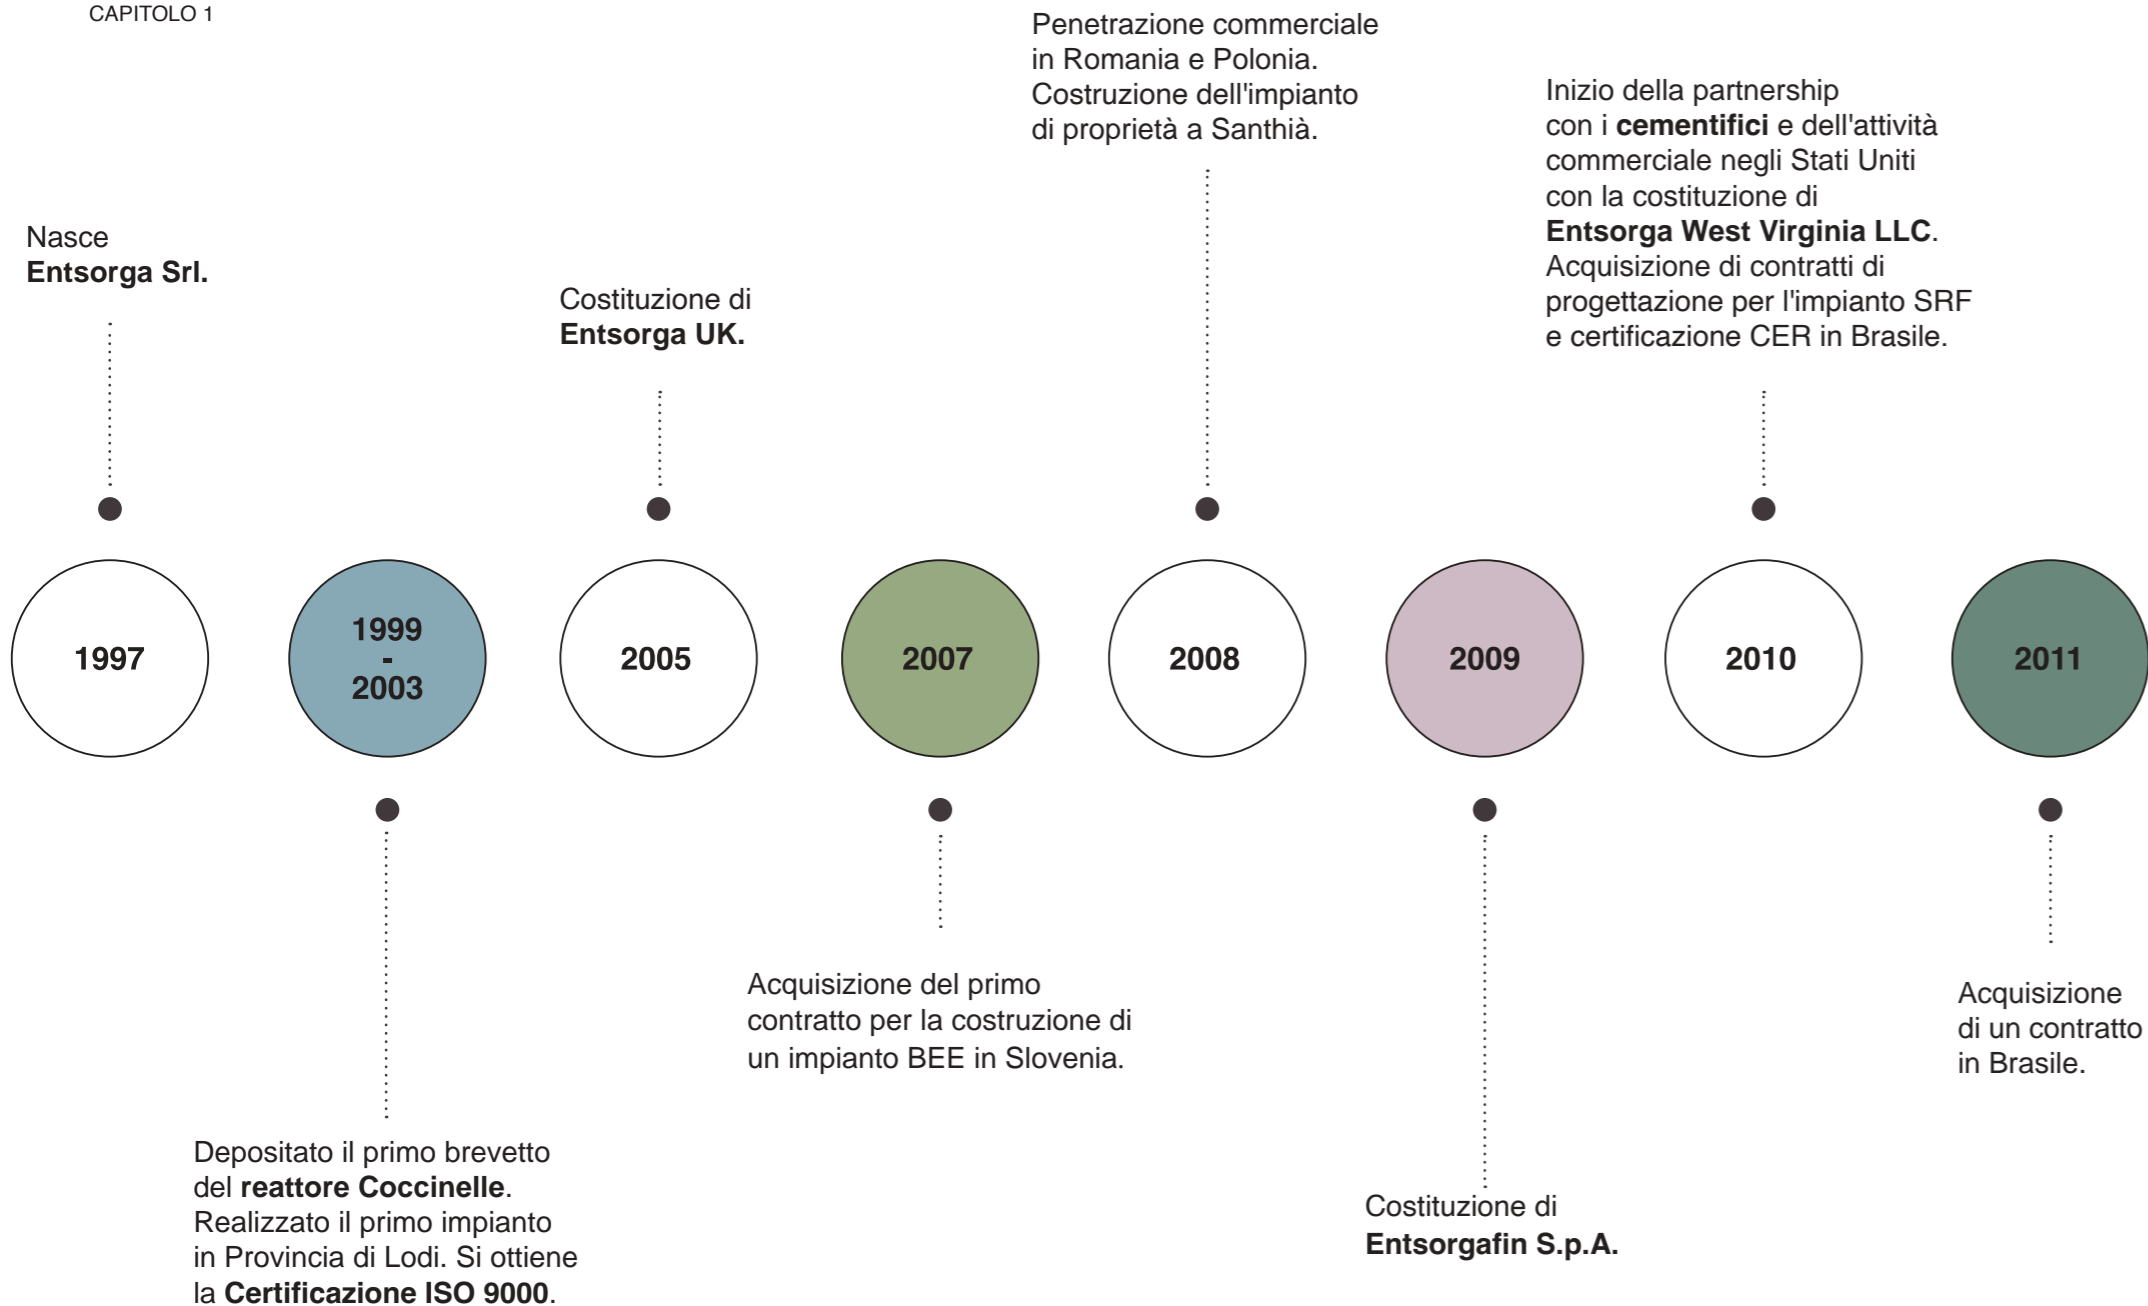 CAPITOLO 1
Nasce
Entsorga Srl.
Costituzione di
Entsorga UK.
Penetrazione commerciale
in Romania e Polonia.
Costruzione dell'impianto
di proprietà a Santhià.
Inizio della partnership
con i cementifici e dell'attività
commerciale negli Stati Uniti
con la costituzione di
Entsorga West Virginia LLC.
Acquisizione di contratti di
progettazione per l'impianto SRF
e certificazione CER in Brasile.
1997
1999
-
2003
2005
2007
2008
2009
2010
2011
Depositato il primo brevetto
del reattore Coccinelle.
Realizzato il primo impianto
in Provincia di Lodi. Si ottiene
la Certificazione ISO 9000.
Acquisizione del primo
contratto per la costruzione di
un impianto BEE in Slovenia.
Costituzione di
Entsorgafin S.p.A.
Acquisizione
di un contratto
in Brasile.